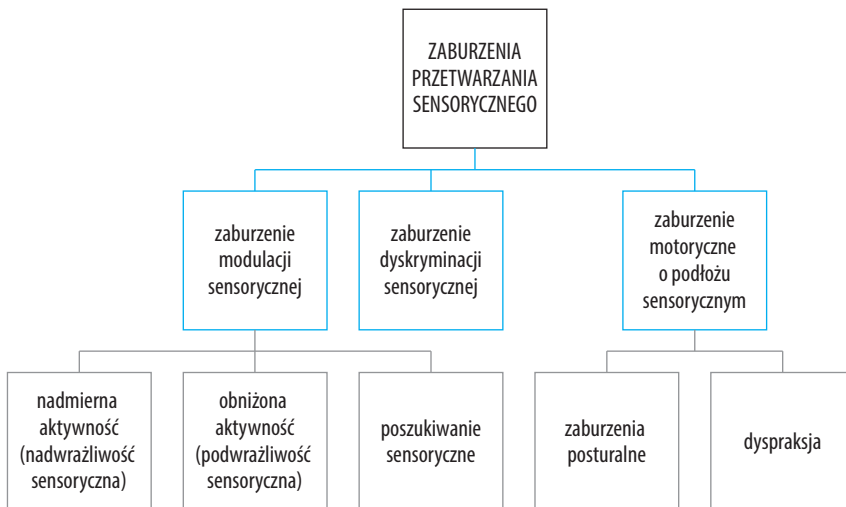 ZABURZENIA
PRZETWARZANIA
SENSORYCZNEGO
zaburzenie
modulacji
sensorycznej
zaburzenie
dyskryminacji
sensorycznej
zaburzenie
motoryczne
o podłożu
sensorycznym
nadmierna
aktywność
(nadwrażliwość
sensoryczna)
obniżona
aktywność
(podwrażliwość
sensoryczna)
poszukiwanie
sensoryczne
zaburzenia
posturalne
dyspraksja